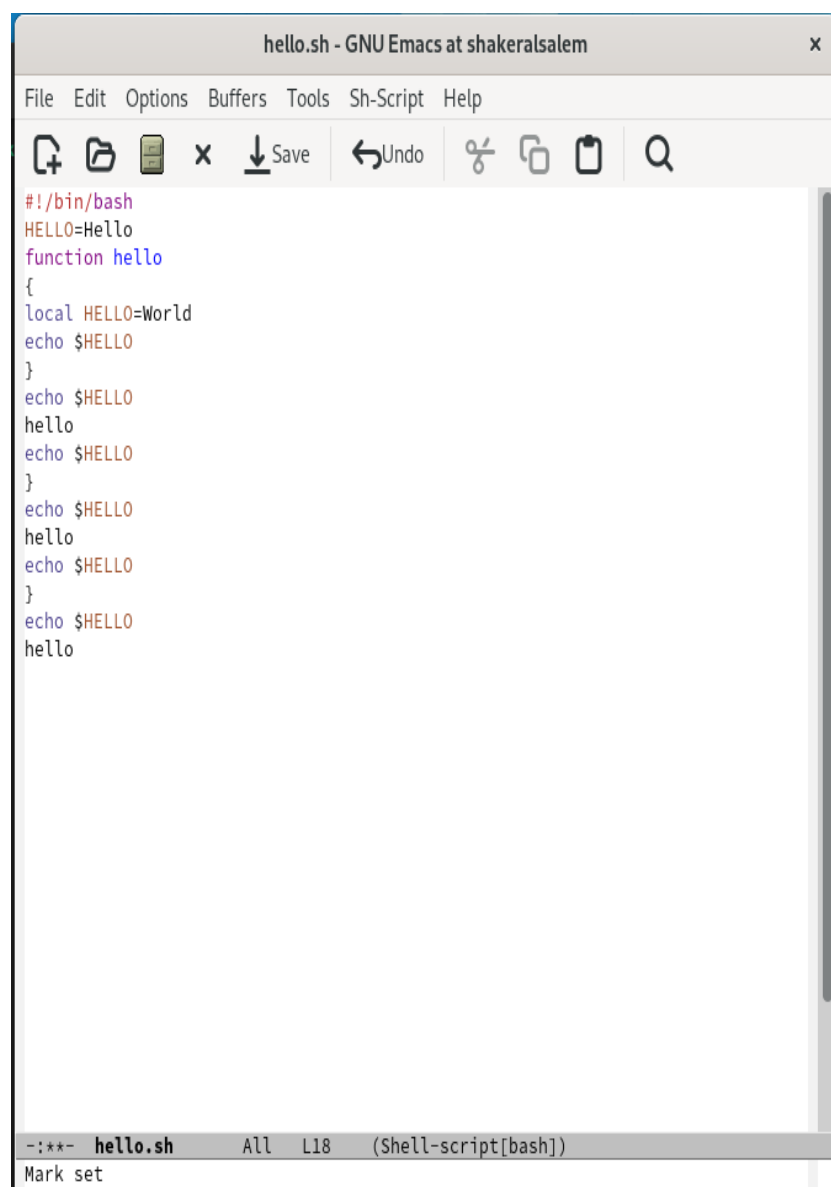 hello.sh - GNU Emacs at shakeralsalem
File Edit Options Buffers Tools Sh-Script Help
Save Undo
#!/bin/bash
HELLO=Hello
function hello
{
local HELLO=World
echo $HELLO
}
echo $HELLO
hello
echo $HELLO
}
echo $HELLO
hello
echo $HELLO
}
echo $HELLO
hello
-:**- hello.sh All L18 (Shell-script[bash])
Mark set